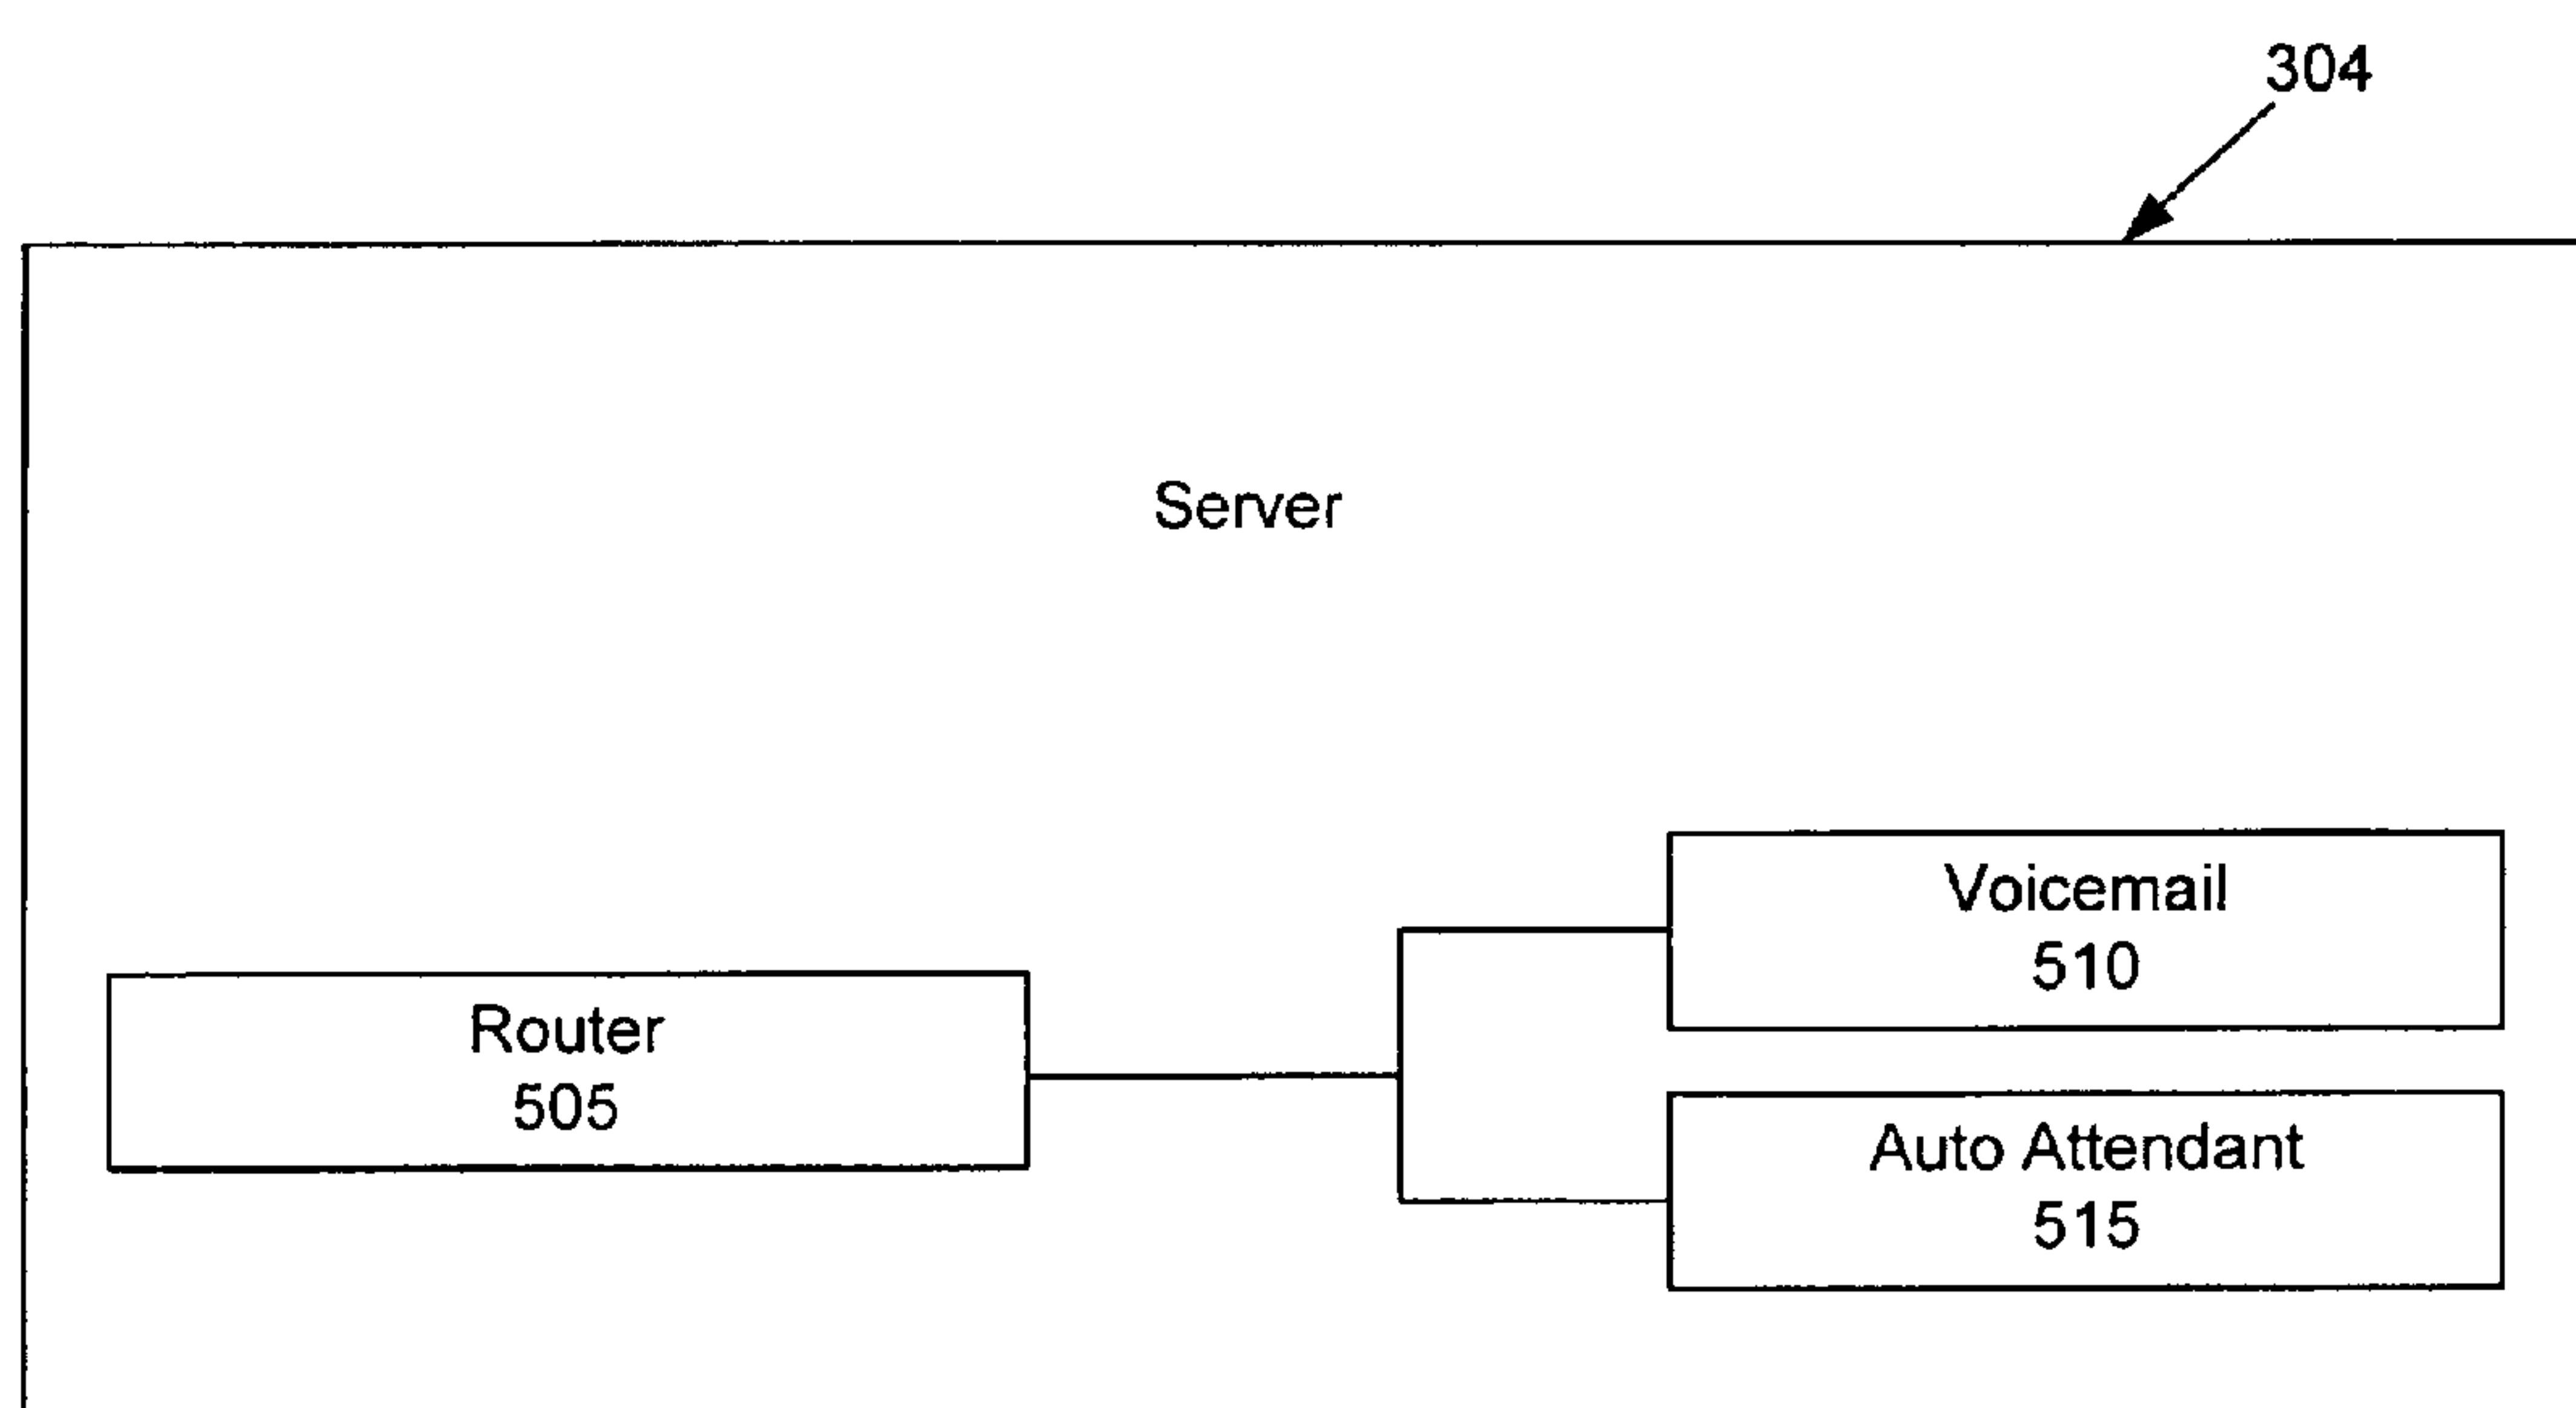 304
Server
Voicemail
510
Router
505
Auto Attendant
515